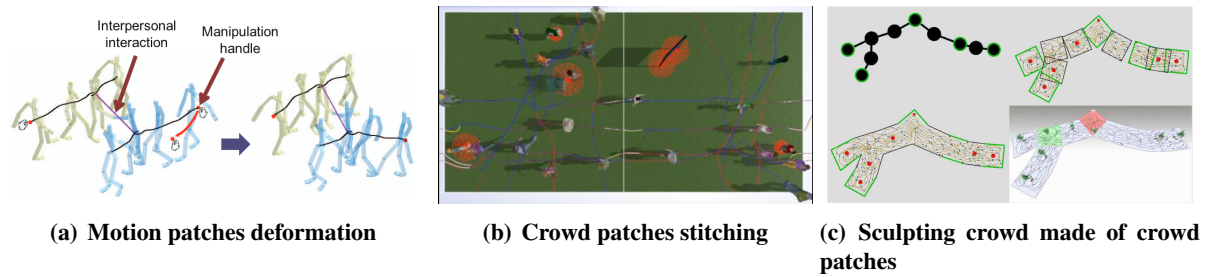 Interpersonal
interaction
Manipulation
handle
(a) Motion patches deformation
(b) Crowd patches stitching
(c) Sculpting crowd made of crowd
patches